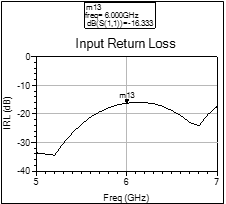 m13
freq= 6.000GHz
dB(S(1,1))=-16.333
Input Return Loss
m13
IRL (dB)
0
-10
-20
-30
-40
5
6
7
Freq (GHz)